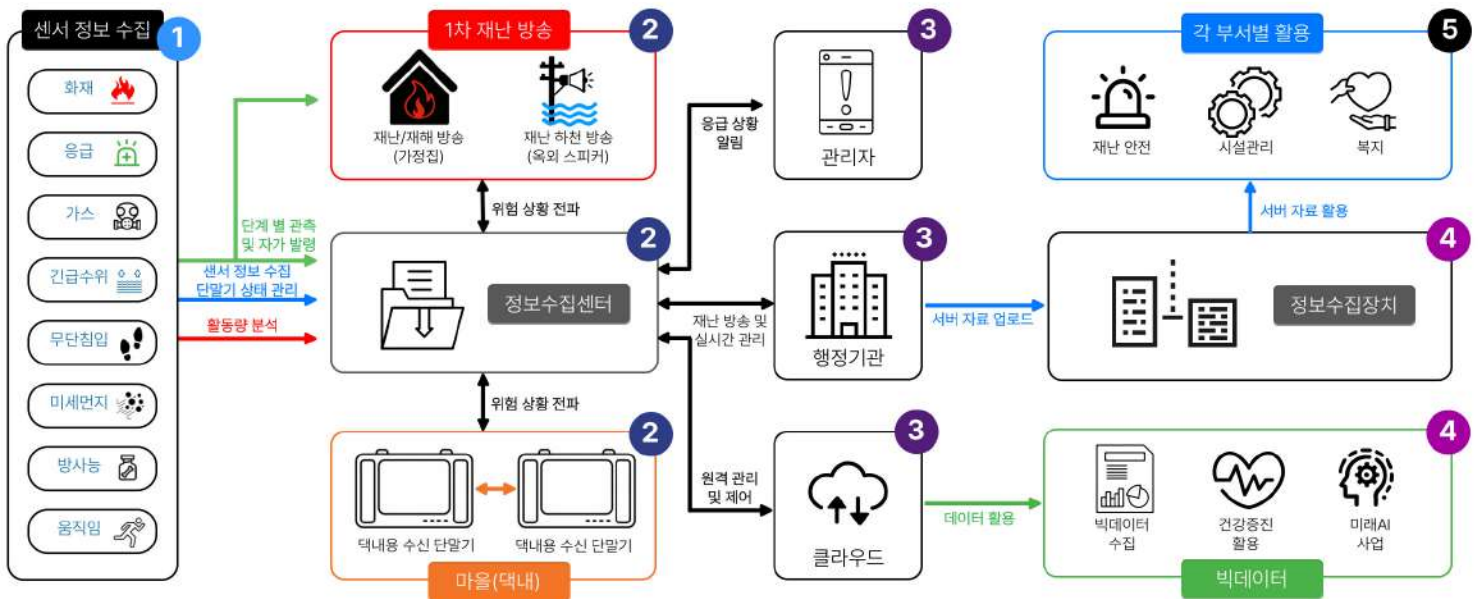 센서 정보 수집
1
화재
응급
가스
긴급수위
무단침입
미세먼지
방사능
움직임
단계 별 관측
및 자가 발령
센서 정보 수집
단말기 상태 관리
활동량 분석
1차 재난 방송
2
재난/재해 방송
(가정집)
재난 하천 방송
(옥외 스피커)
위험 상황 전파
2
정보수집센터
위험 상황 전파
2
댁내용 수신 단말기
댁내용 수신 단말기
마을(댁내)
응급 상황
알림
재난 방송 및
실시간 관리
원격 관리
및 제어
3
관리자
3
행정기관
3
클라우드
서버 자료 업로드
데이터 활용
각 부서별 활용
5
재난 안전
시설관리
복지
서버 자료 활용
4
정보수집장치
4
빅데이터
수집
건강증진
활용
미래AI
사업
빅데이터